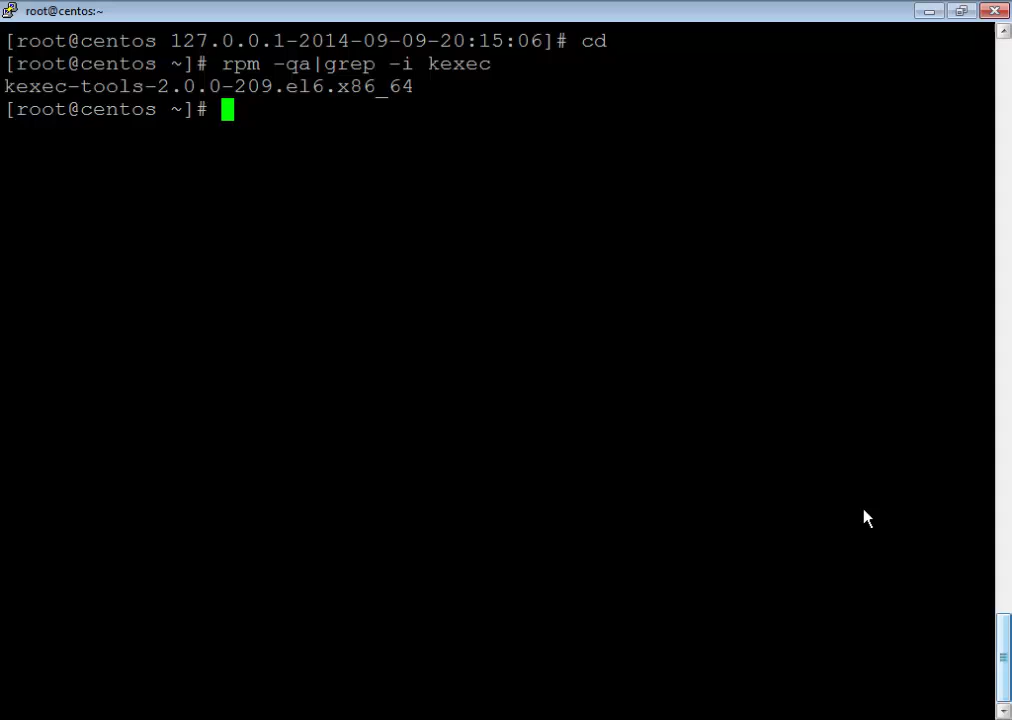 root@centos:~
[root@centos 127.0.0.1-2014-09-09-20:15:06]# cd
[root@centos ~]# rpm -qa|grep -i kexec
kexec-tools-2.0.0-209.el6.x86_64
[root@centos ~]#